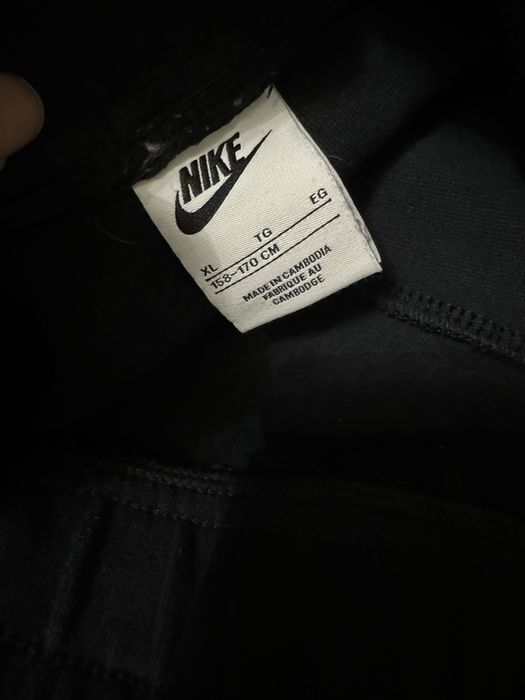 NIKE
XL TG EG
158-170 CM
MADE IN CAMBODIA
FABRIQUE AU
CAMBODGE